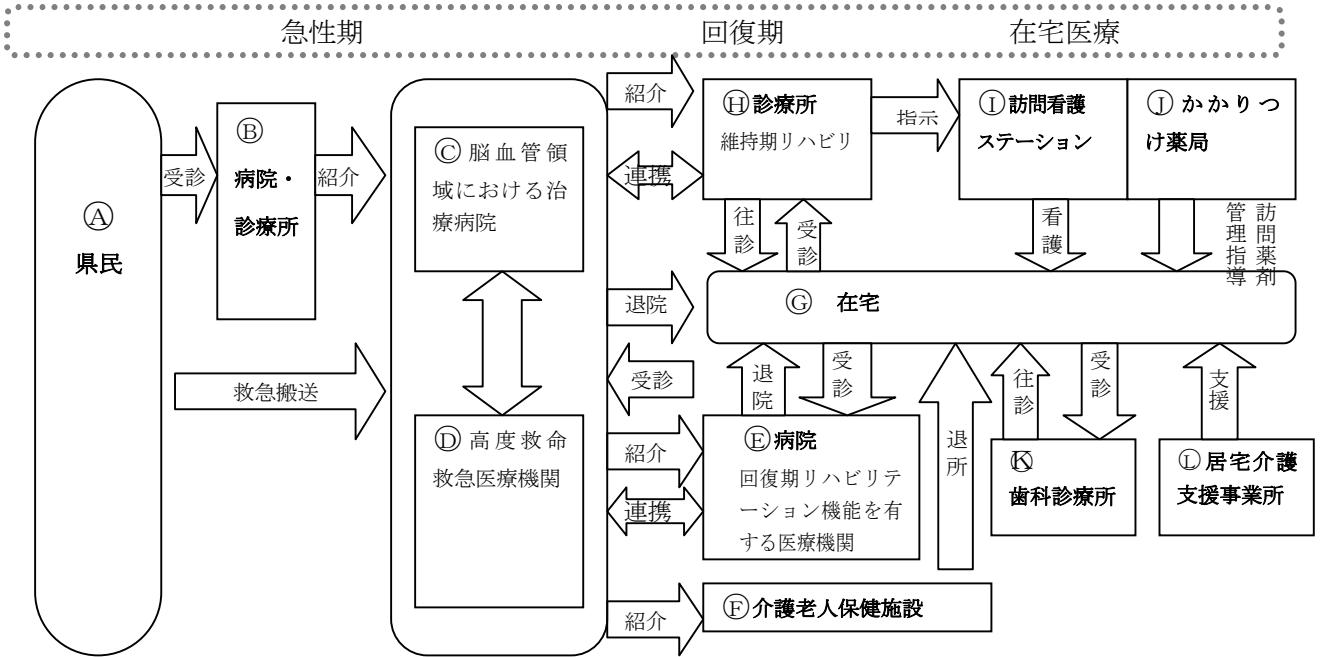 急性期 回復期 在宅医療
Ⓐ
県民
受診
Ⓑ
病院・
診療所
紹介
救急搬送
Ⓒ脳血管領
域における治
療病院
Ⓓ高度救命
救急医療機関
紹介
連携
退院
受診
紹介
連携
紹介
Ⓗ診療所
維持期リハビリ
指示
Ⓘ訪問看護
ステーション
Ⓙかかりつ
け薬局
往診
受診
看護
訪問薬剤
管理指導
Ⓖ 在宅
退院
受診
退所
往診
受診
支援
Ⓔ病院
回復期リハビリテ
ーション機能を有
する医療機関
Ⓚ
歯科診療所
Ⓛ居宅介護
支援事業所
Ⓕ介護老人保健施設